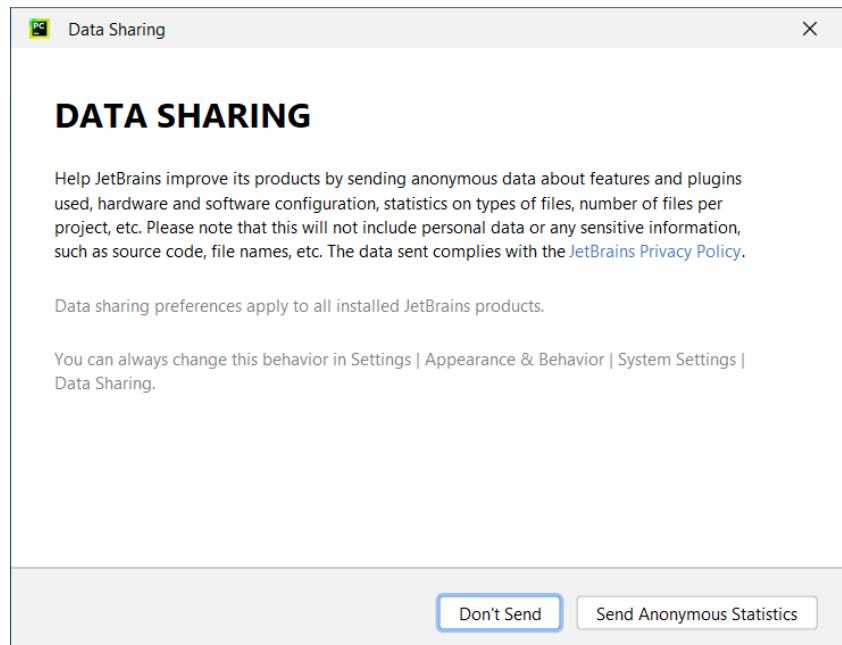 PC
Data Sharing
DATA SHARING
Help JetBrains improve its products by sending anonymous data about features and plugins
used, hardware and software configuration, statistics on types of files, number of files per
project, etc. Please note that this will not include personal data or any sensitive information,
such as source code, file names, etc. The data sent complies with the JetBrains Privacy Policy.
Data sharing preferences apply to all installed JetBrains products.
You can always change this behavior in Settings | Appearance & Behavior | System Settings |
Data Sharing.
Don't Send
Send Anonymous Statistics